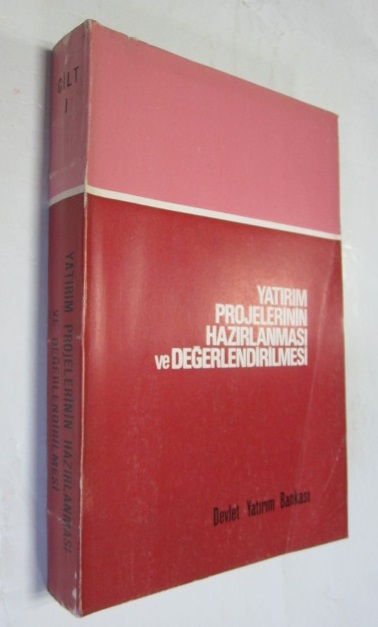 CİLT
I
YATIRIM PROJELERİNİN HAZIRLANMASI
VE DEĞERLENDİRİLMESİ
YATIRIM
PROJELERİNİN
HAZIRLANMASI
ve DEĞERLENDİRİLMESİ
Devlet Yatırım Bankası